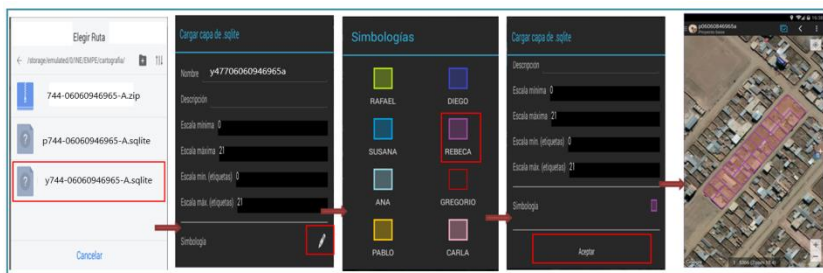 Elegir Ruta
/storage/emulated/0/INE/EMPE/cartografia/
744-06060946965-A.zip
p744-06060946965-A.sqlite
y744-06060946965-A.sqlite
Cancelar
Cargar capa de .sqlite
Nombre y47706060946965a
Descripción
Escala mínima 0
Escala máxima 21
Escala mín. (etiquetas) 0
Escala máx. (etiquetas) 21
Simbología
Simbologías
RAFAEL DIEGO
SUSANA REBECA
ANA GREGORIO
PABLO CARLA
Cargar capa de .sqlite
Descripción
Escala mínima 0
Escala máxima 21
Escala mín. (etiquetas) 0
Escala máx. (etiquetas) 21
Simbología
Aceptar
y06060846965a